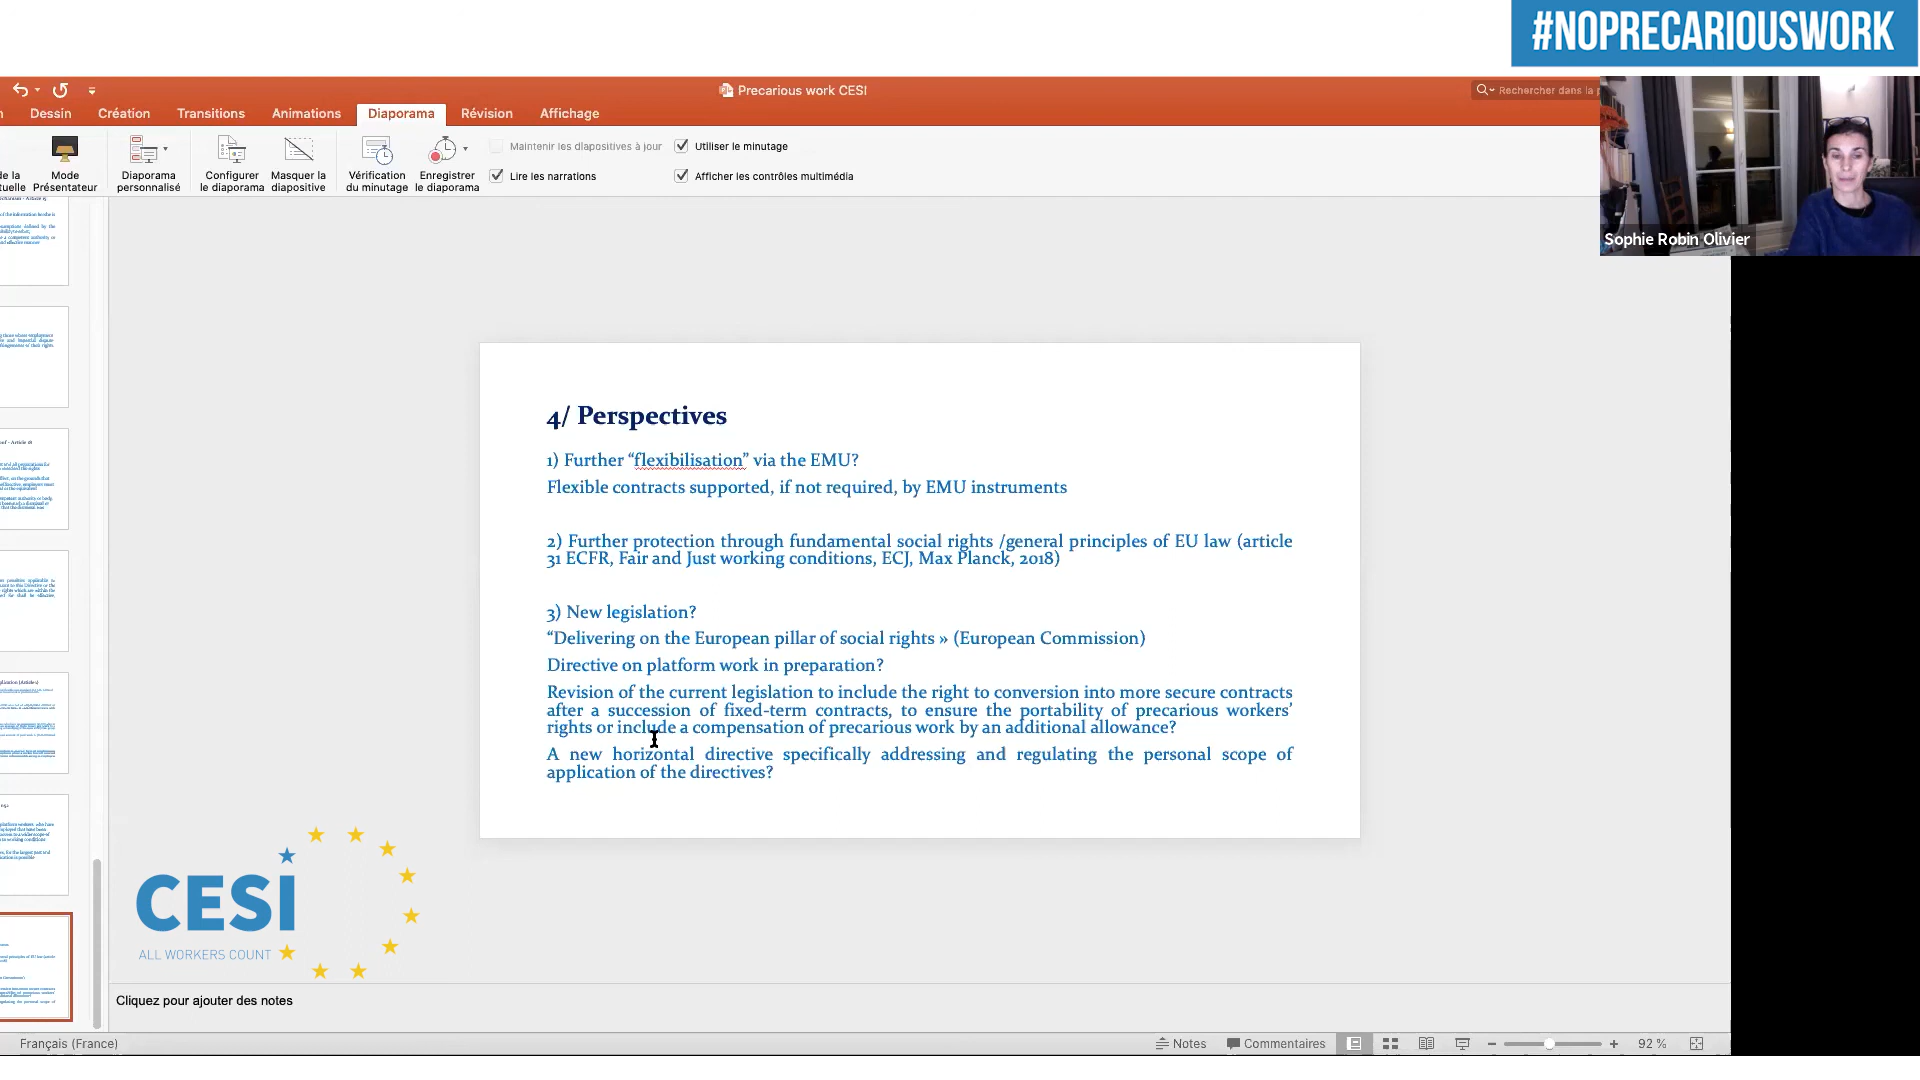 #NOPRECARIOUSWORK
Precarious work CESI
Rechercher dans la
Dessin Création Transitions Animations Diaporama Révision Affichage
Maintenir les diapositives à jour
Utiliser le minutage
de la
Mode
Présentateur
Diaporama
personnalisé
Configurer
le diaporama
Masquer la
diapositive
Vérification
du minutage
Enregistrer
le diaporama
Lire les narrations
Afficher les contrôles multimédia
Sophie Robin Olivier
4/ Perspectives
1) Further “flexibilisation” via the EMU?
Flexible contracts supported, if not required, by EMU instruments
2) Further protection through fundamental social rights /general principles of EU law (article
31 ECFR, Fair and Just working conditions, ECJ, Max Planck, 2018)
3) New legislation?
“Delivering on the European pillar of social rights » (European Commission)
Directive on platform work in preparation?
Revision of the current legislation to include the right to conversion into more secure contracts
after a succession of fixed-term contracts, to ensure the portability of precarious workers’
rights or include a compensation of precarious work by an additional allowance?
A new horizontal directive specifically addressing and regulating the personal scope of
application of the directives?
CESI
ALL WORKERS COUNT
Cliquez pour ajouter des notes
Français (France)
Notes
Commentaires
92 %